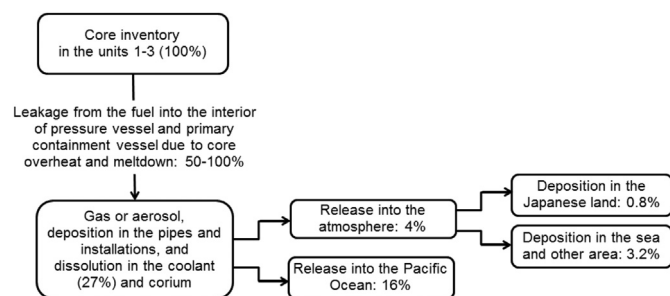 Core inventory
in the units 1-3 (100%)
Leakage from the fuel into the interior
of pressure vessel and primary
containment vessel due to core
overheat and meltdown: 50-100%
Gas or aerosol,
deposition in the pipes and
installations, and
dissolution in the coolant
(27%) and corium
Release into the
atmosphere: 4%
Release into the Pacific
Ocean: 16%
Deposition in the
Japanese land: 0.8%
Deposition in the sea
and other area: 3.2%